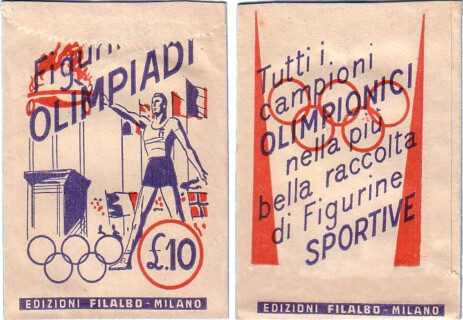 Figurine
OLIMPIADI
£.10
EDIZIONI FILALBO - MILANO
Tutti i
campioni
OLIMPIONICI
nella più
bella raccolta
di Figurine
SPORTIVE
EDIZIONI FILALBO - MILANO